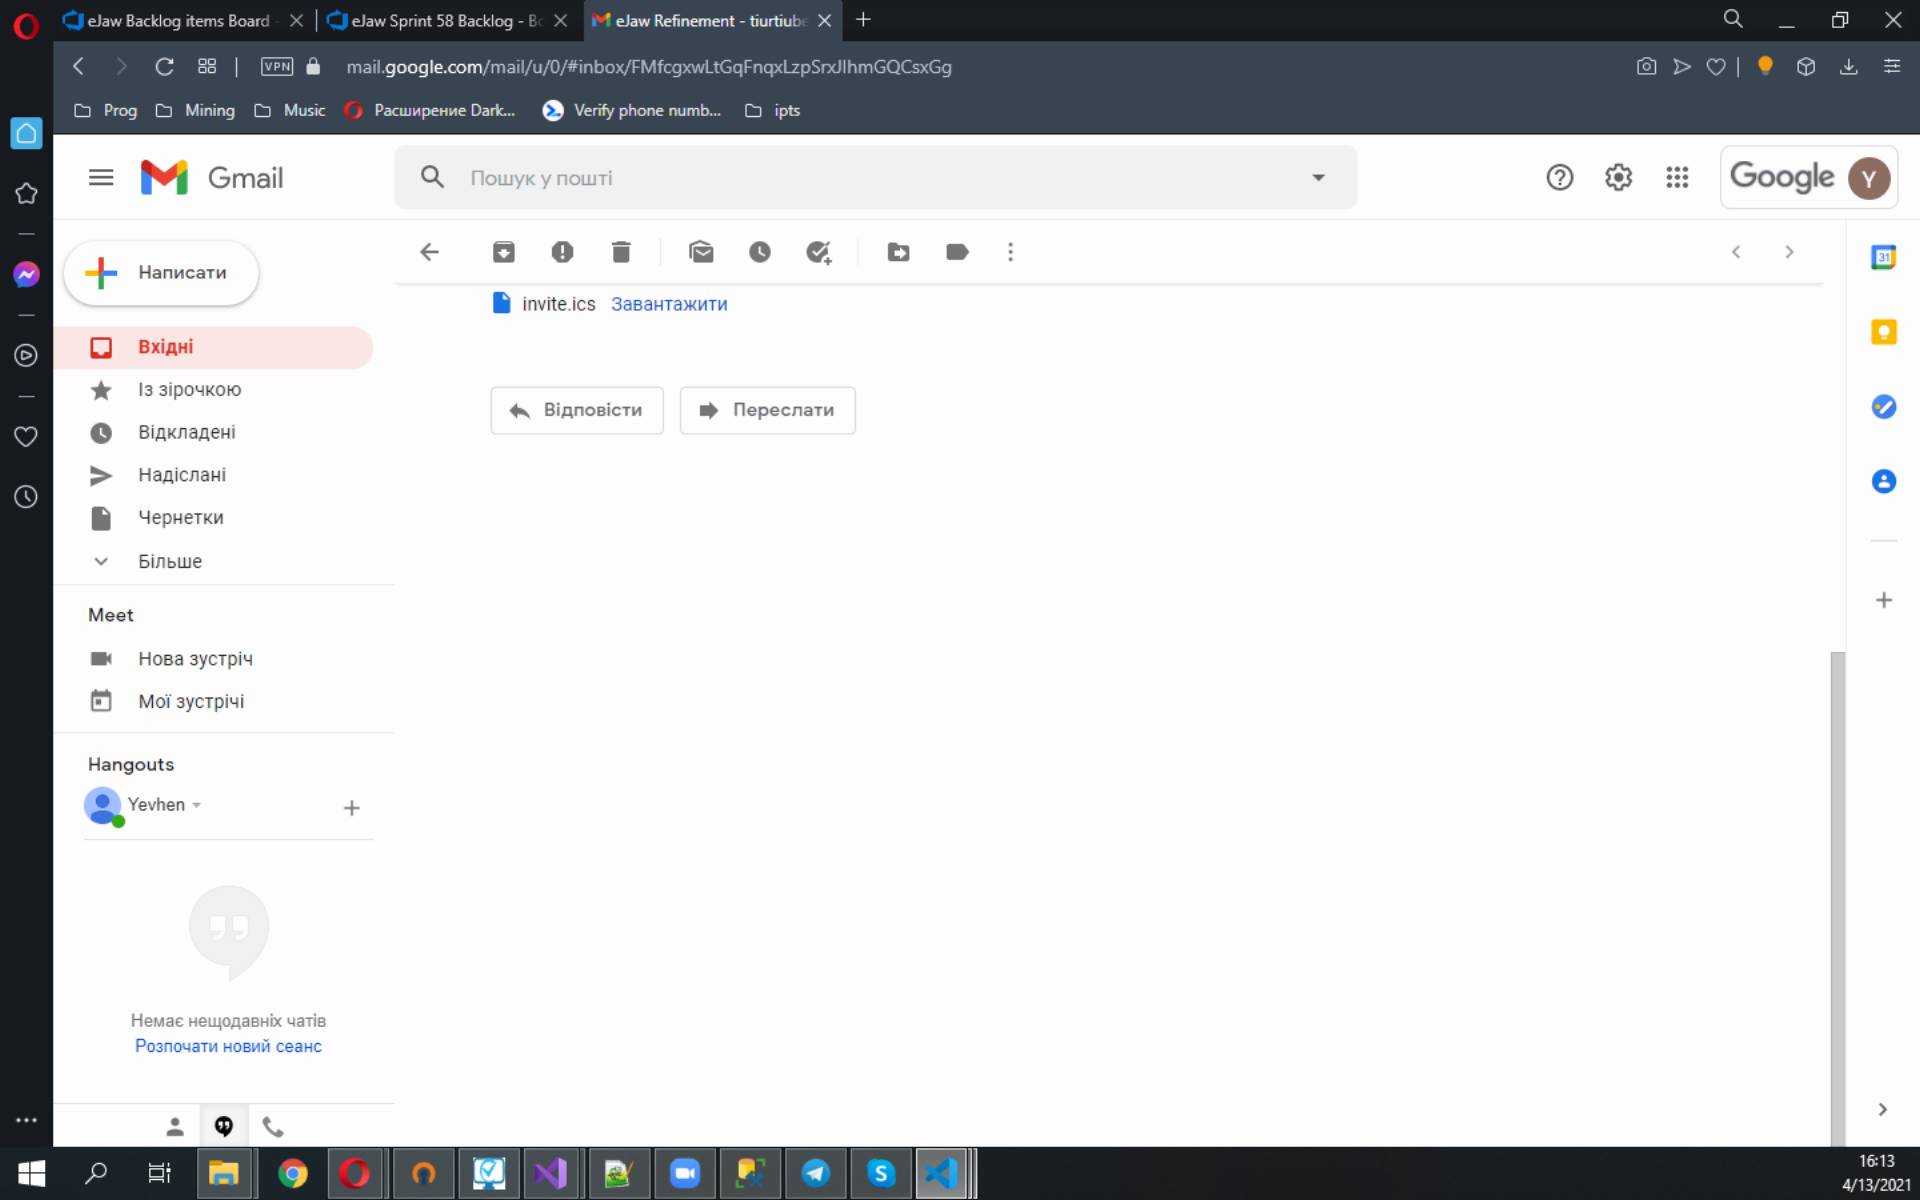 eJaw Backlog items Board -
eJaw Sprint 58 Backlog - Bo
eJaw Refinement - tiurtiube
VPN
mail.google.com/mail/u/0/#inbox/FMfcgxwLtGqFnqxLzpSrxJlhmGQCsxGg
Prog
Mining
Music
Расширение Dark...
Verify phone numb...
ipts
Gmail
Пошук у пошті
Google
Y
Написати
invite.ics Завантажити
31
Вхідні
Із зірочкою
Відповісти
Переслати
Відкладені
Надіслані
Чернетки
Більше
Meet
Нова зустріч
Мої зустрічі
Hangouts
Yevhen
Немає нещодавніх чатів
Розпочати новий сеанс
16:13
4/13/2021